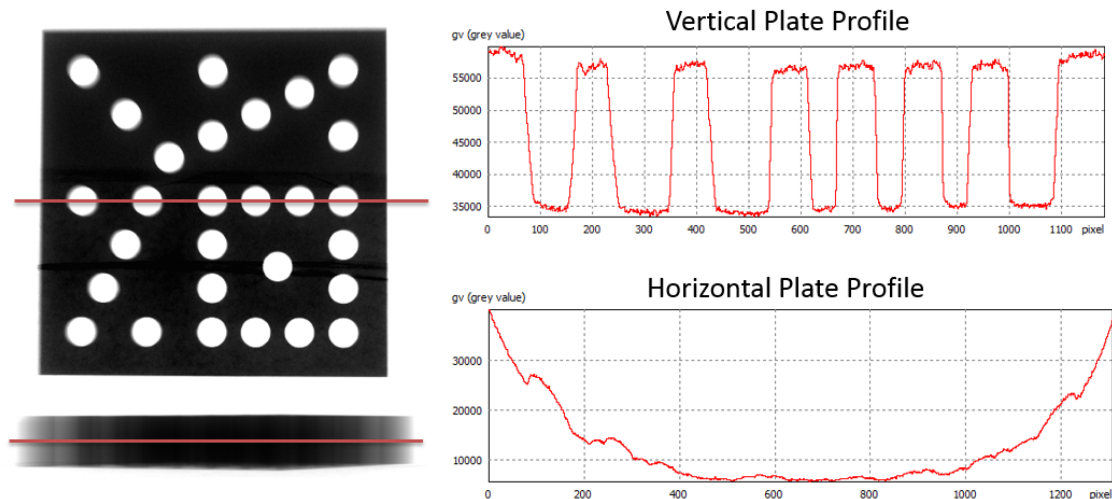 Vertical Plate Profile
gv (grey value)
55000
50000
45000
40000
35000
0 100 200 300 400 500 600 700 800 900 1000 1100 pixel
Horizontal Plate Profile
gv (grey value)
30000
20000
10000
0 200 400 600 800 1000 1200 pixel